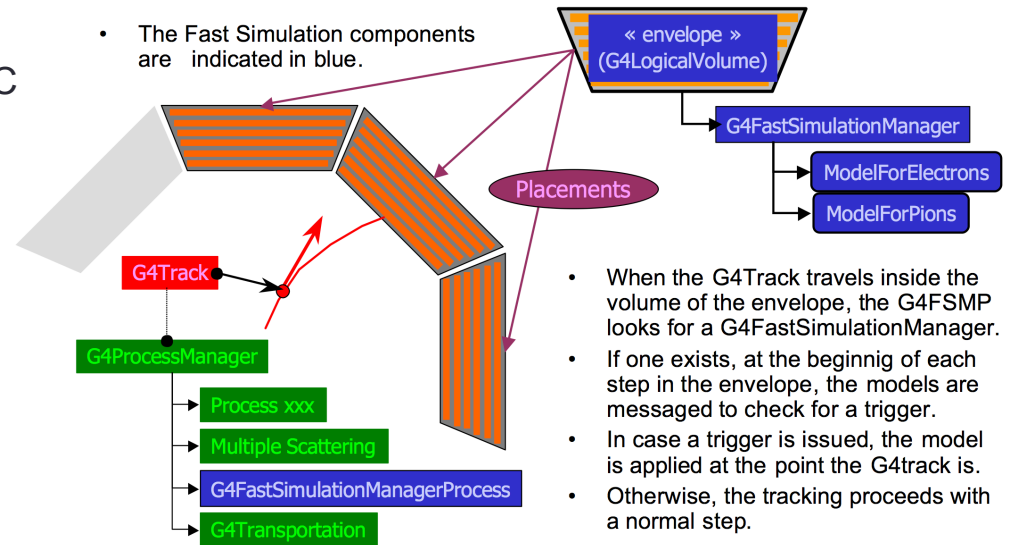 • The Fast Simulation components
are indicated in blue.
C
« envelope »
(G4LogicalVolume)
G4FastSimulationManager
ModelForElectrons
ModelForPions
Placements
G4Track
G4ProcessManager
Process xxx
Multiple Scattering
G4FastSimulationManagerProcess
G4Transportation
• When the G4Track travels inside the
volume of the envelope, the G4FSMP
looks for a G4FastSimulationManager.
• If one exists, at the beginnig of each
step in the envelope, the models are
messaged to check for a trigger.
• In case a trigger is issued, the model
is applied at the point the G4track is.
• Otherwise, the tracking proceeds with
a normal step.